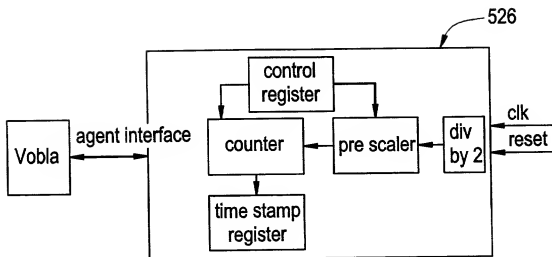 526
control
register
clk
agent interface
counter
pre scaler
div
by 2
reset
Vobla
time stamp
register